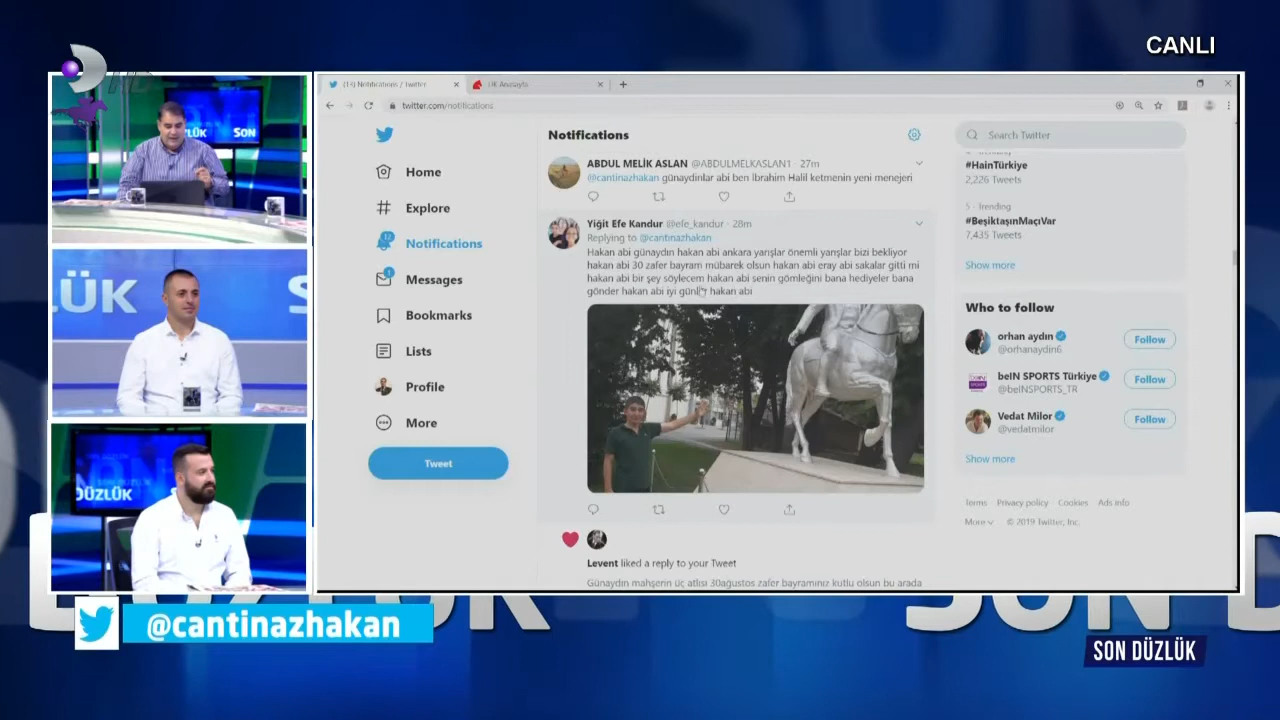 CANLI
LÜK
SON
LÜK
DÜZLÜK
(13) Notifications / Twitter
twitter.com/notifications
Home
Explore
Notifications
Messages
Bookmarks
Lists
Profile
More
Tweet
Notifications
ABDUL MELİK ASLAN @ABDULMELKASLAN1 · 27m
@cantinazhakan günaydınlar abi ben İbrahim Halil ketmenin yeni menejeri
Yiğit Efe Kandur @efe_kandur · 28m
Replying to @cantinazhakan
Hakan abi günaydın hakan abi ankara yarışlar önemli yarışlar bizi bekliyor
hakan abi 30 zafer bayram mübarek olsun hakan abi eray abi sakalar gitti mi
hakan abi bir şey söylecem hakan abi senin gömleğini bana hediyeler bana
gönder hakan abi iyi günler hakan abi
Levent liked a reply to your Tweet
Günaydın mahşerin üç atlısı 30ağustos zafer bayramınız kutlu olsun bu arada
Search Twitter
#HainTürkiye
2,226 Tweets
5 · Trending
#BeşiktaşınMaçıVar
7,435 Tweets
Show more
Who to follow
orhan aydın
@orhanaydin6
Follow
beIN SPORTS Türkiye
@beINSPORTS_TR
Follow
Vedat Milor
@vedatmilor
Follow
Show more
Terms Privacy policy Cookies Ads info
More © 2019 Twitter, Inc.
@cantinazhakan
SON DÜZLÜK